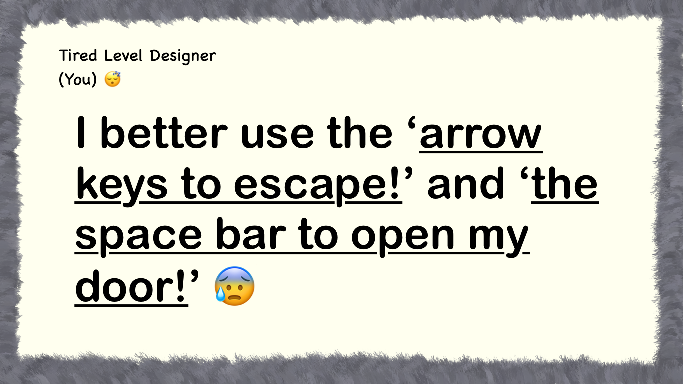 Tired Level Designer
(You) 😴
I better use the ‘arrow
keys to escape!’ and ‘the
space bar to open my
door!’ 😰